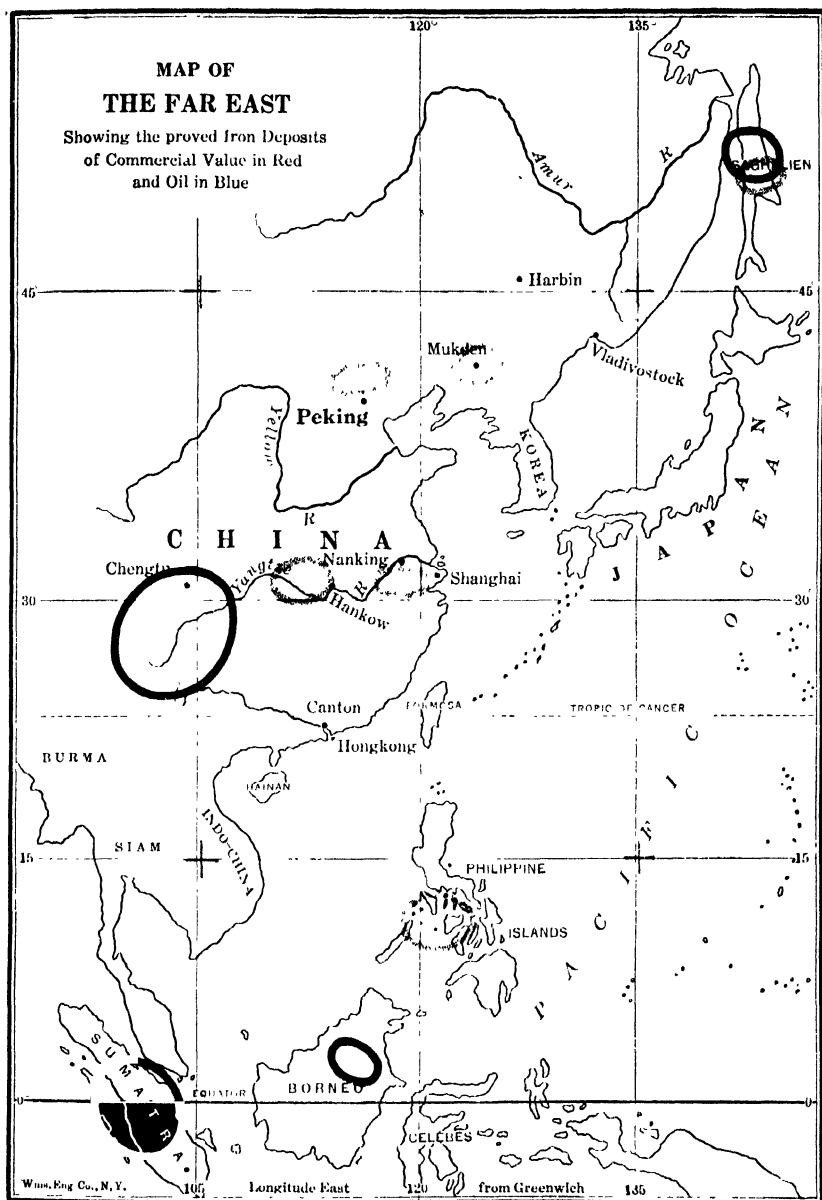 120°
135°
MAP OF
THE FAR EAST
Showing the proved Iron Deposits
of Commercial Value in Red
and Oil in Blue
Amur
R
SAGHALIEN
Harbin
45°
45°
Mukden
Vladivostock
Peking
Yellow
R
KOREA
CHINA
JAPAN
Chengtu
Nanking
Yangtse
R
Shanghai
Hankow
30
30
Canton
FORMOSA
TROPIC OF CANCER
Hongkong
BURMA
HAINAN
INDO-CHINA
SIAM
15
15
PHILIPPINE
ISLANDS
PACIFIC OCEAN
SUMATRA
EQUATOR
BORNEO
0
0
CELEBES
Wms. Eng Co., N.Y.
105
Longitude East
120
from Greenwich
135